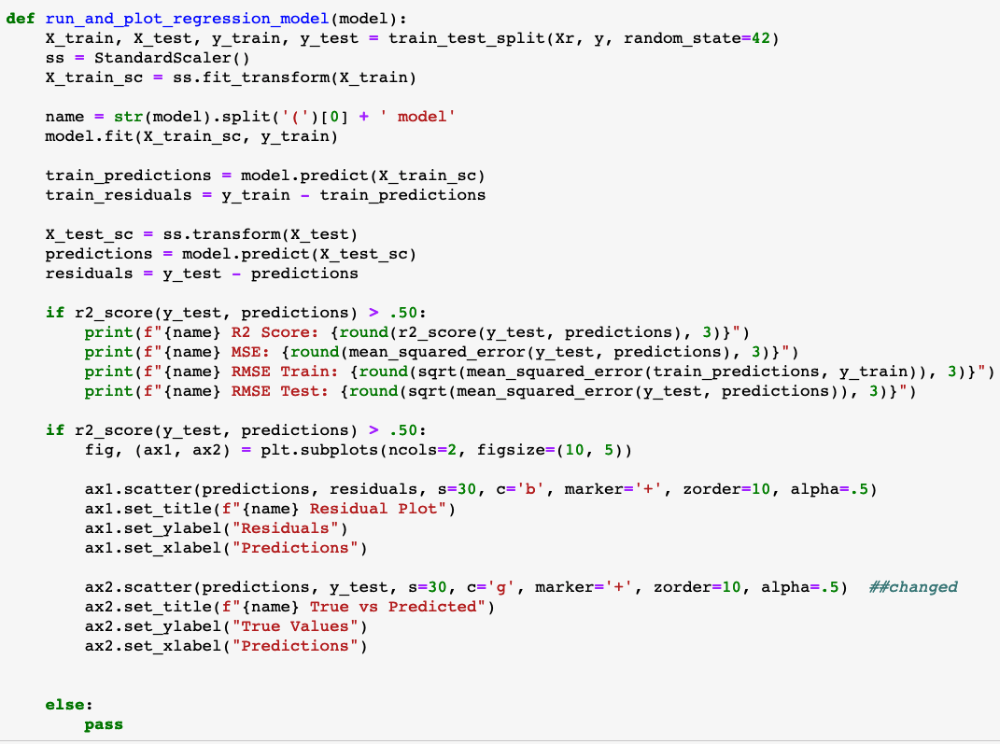 def run_and_plot_regression_model(model):
    X_train, X_test, y_train, y_test = train_test_split(Xr, y, random_state=42)
    ss = StandardScaler()
    X_train_sc = ss.fit_transform(X_train)

    name = str(model).split('(')[0] + ' model'
    model.fit(X_train_sc, y_train)

    train_predictions = model.predict(X_train_sc)
    train_residuals = y_train - train_predictions

    X_test_sc = ss.transform(X_test)
    predictions = model.predict(X_test_sc)
    residuals = y_test - predictions

    if r2_score(y_test, predictions) > .50:
        print(f"{name} R2 Score: {round(r2_score(y_test, predictions), 3)}")
        print(f"{name} MSE: {round(mean_squared_error(y_test, predictions), 3)}")
        print(f"{name} RMSE Train: {round(sqrt(mean_squared_error(train_predictions, y_train)), 3)}")
        print(f"{name} RMSE Test: {round(sqrt(mean_squared_error(y_test, predictions)), 3)}")

    if r2_score(y_test, predictions) > .50:
        fig, (ax1, ax2) = plt.subplots(ncols=2, figsize=(10, 5))

        ax1.scatter(predictions, residuals, s=30, c='b', marker='+', zorder=10, alpha=.5)
        ax1.set_title(f"{name} Residual Plot")
        ax1.set_ylabel("Residuals")
        ax1.set_xlabel("Predictions")

        ax2.scatter(predictions, y_test, s=30, c='g', marker='+', zorder=10, alpha=.5)  ##changed
        ax2.set_title(f"{name} True vs Predicted")
        ax2.set_ylabel("True Values")
        ax2.set_xlabel("Predictions")


    else:
        pass